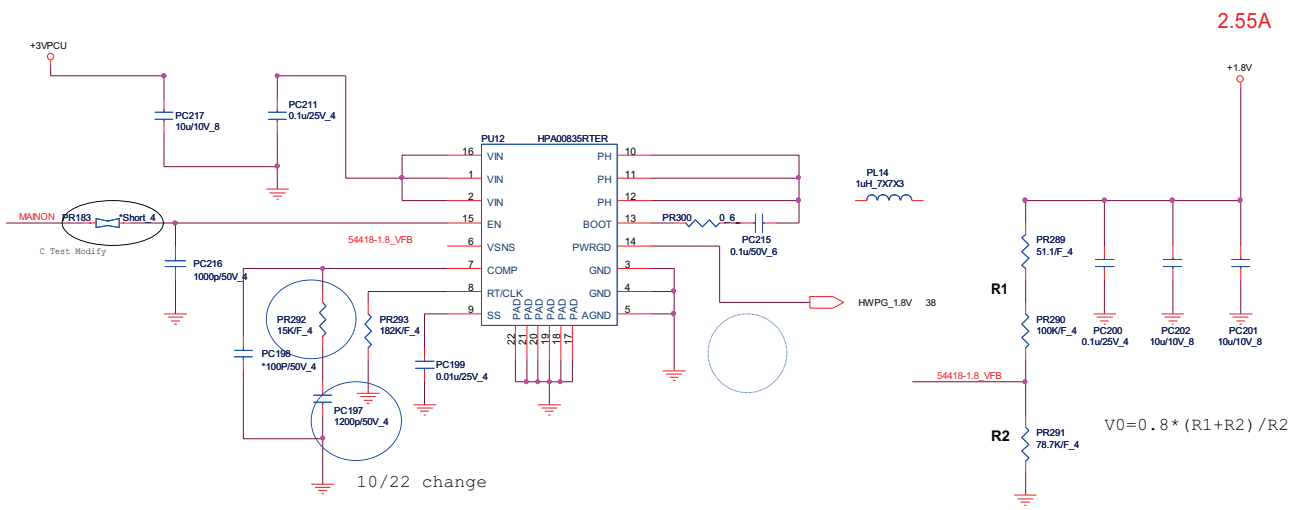 2.55A
+3VPCU
+1.8V
PC217
10u/10V_8
PC211
0.1u/25V_4
PU12
HPA00835RTER
16
VIN
1
VIN
2
VIN
15
EN
6
VSNS
7
COMP
8
RT/CLK
9
SS
PH
10
PH
11
PH
12
BOOT
13
PWRGD
14
GND
3
GND
4
AGND
5
PAD
22
PAD
21
PAD
20
PAD
19
PAD
18
PAD
17
MAINON
PR183
*Short_4
C Test Modify
PC216
1000p/50V_4
54418-1.8_VFB
PR292
15K/F_4
PR293
182K/F_4
PC198
*100P/50V_4
PC197
1200p/50V_4
PC199
0.01u/25V_4
10/22 change
PR300
0_6
PC215
0.1u/50V_6
PL14
1uH_7X7X3
HWPG_1.8V 38
R1
PR289
51.1/F_4
PR290
100K/F_4
PC200
0.1u/25V_4
PC202
10u/10V_8
PC201
10u/10V_8
54418-1.8_VFB
R2
PR291
78.7K/F_4
V0=0.8*(R1+R2)/R2